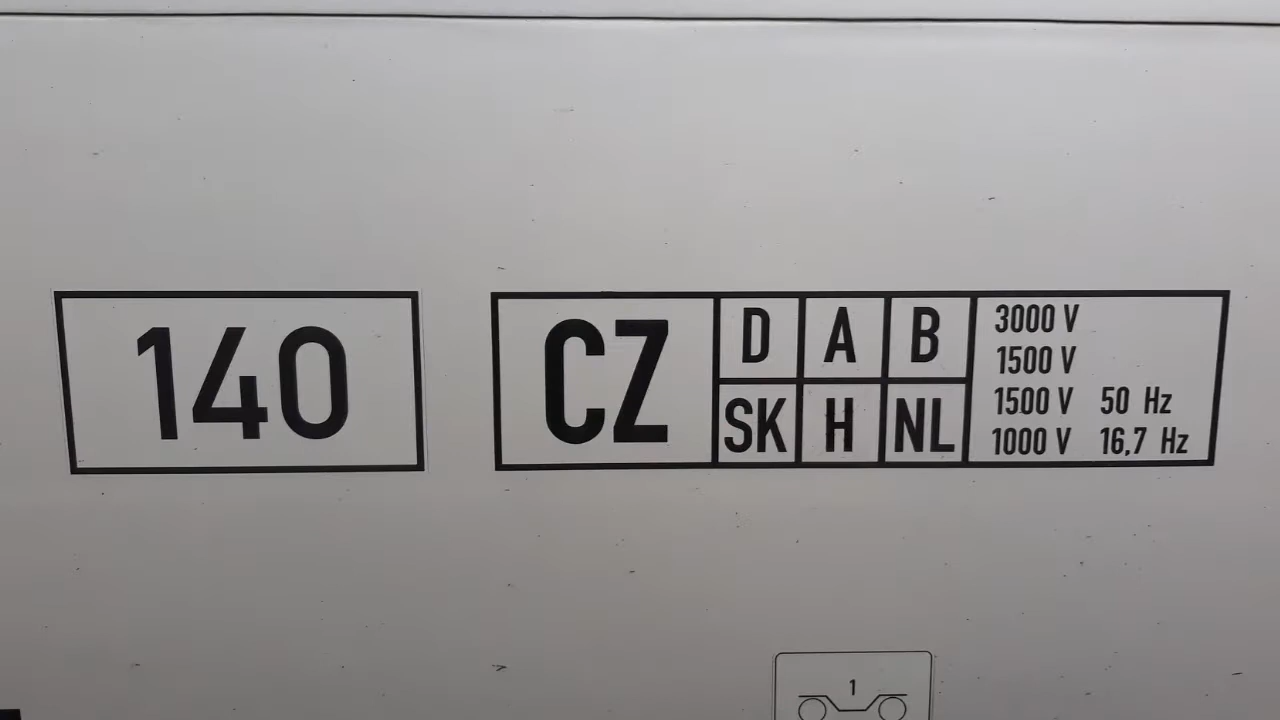 140
CZ
D A B
SK H NL
3000 V
1500 V
1500 V 50 Hz
1000 V 16,7 Hz
1